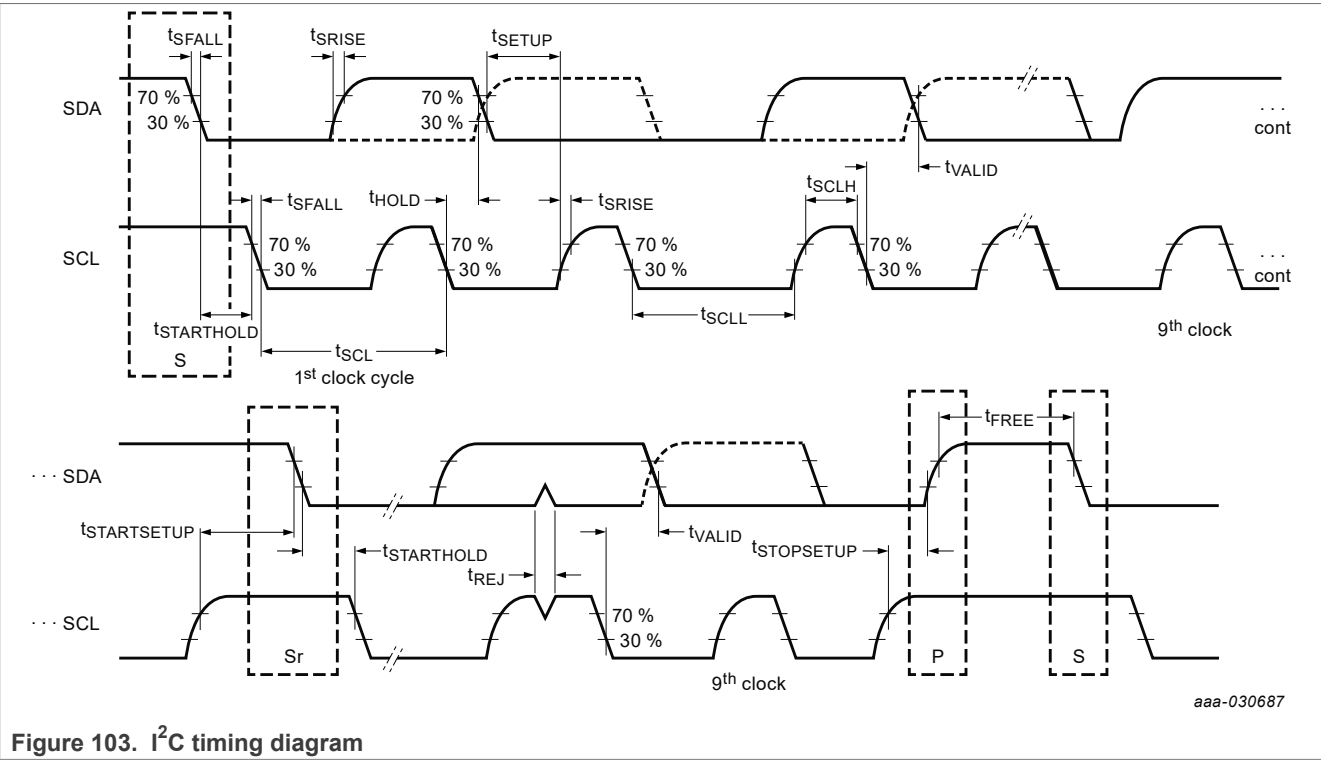 tSFALL tSRISE tSETUP
SDA 70 % 70 %
30 % 30 %
· · ·
cont
tVALID
tSFALL tHOLD tSRISE tSCLH
SCL 70 % 70 % 70 % 70 %
30 % 30 % 30 % 30 %
· · ·
cont
tSTARTHOLD tSCLL
9th clock
S tSCL
1st clock cycle
tFREE
· · · SDA
tSTARTSETUP tSTARTHOLD tVALID tSTOPSETUP
tREJ
· · · SCL 70 %
30 %
Sr P S
9th clock
aaa-030687
Figure 103. I2C timing diagram